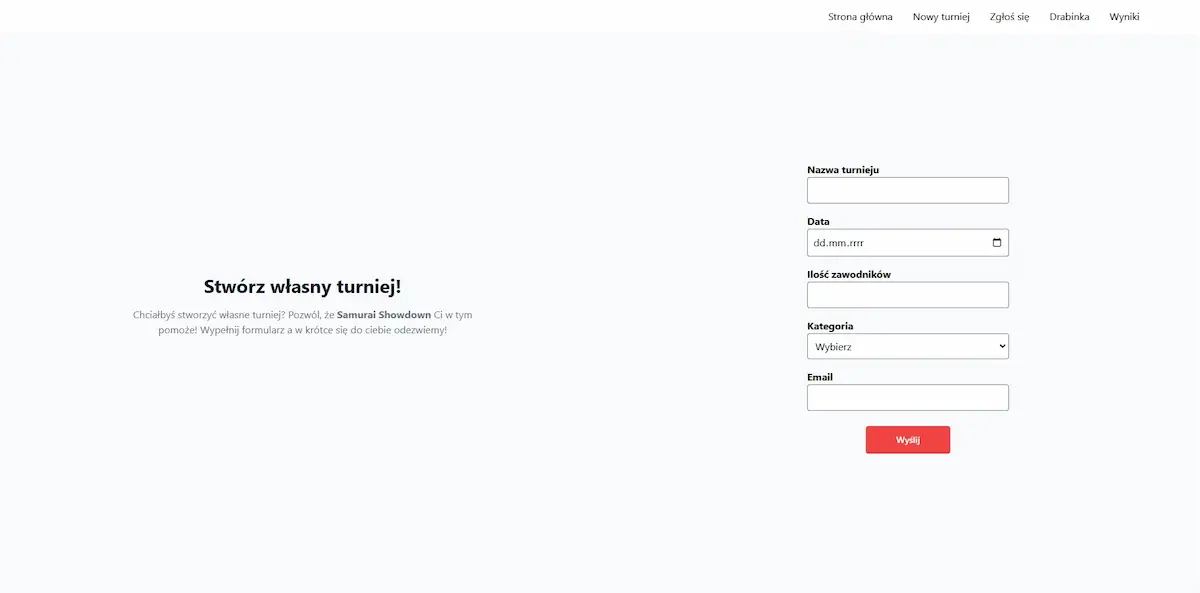 Strona główna Nowy turniej Zgłoś się Drabinka Wyniki
Stwórz własny turniej!
Chciałbyś stworzyć własne turniej? Pozwól, że Samurai Showdown Ci w tym
pomoże! Wypełnij formularz a w krótce się do ciebie odezwiemy!
Nazwa turnieju
Data
dd.mm.rrrr
Ilość zawodników
Kategoria
Wybierz
Email
Wyślij